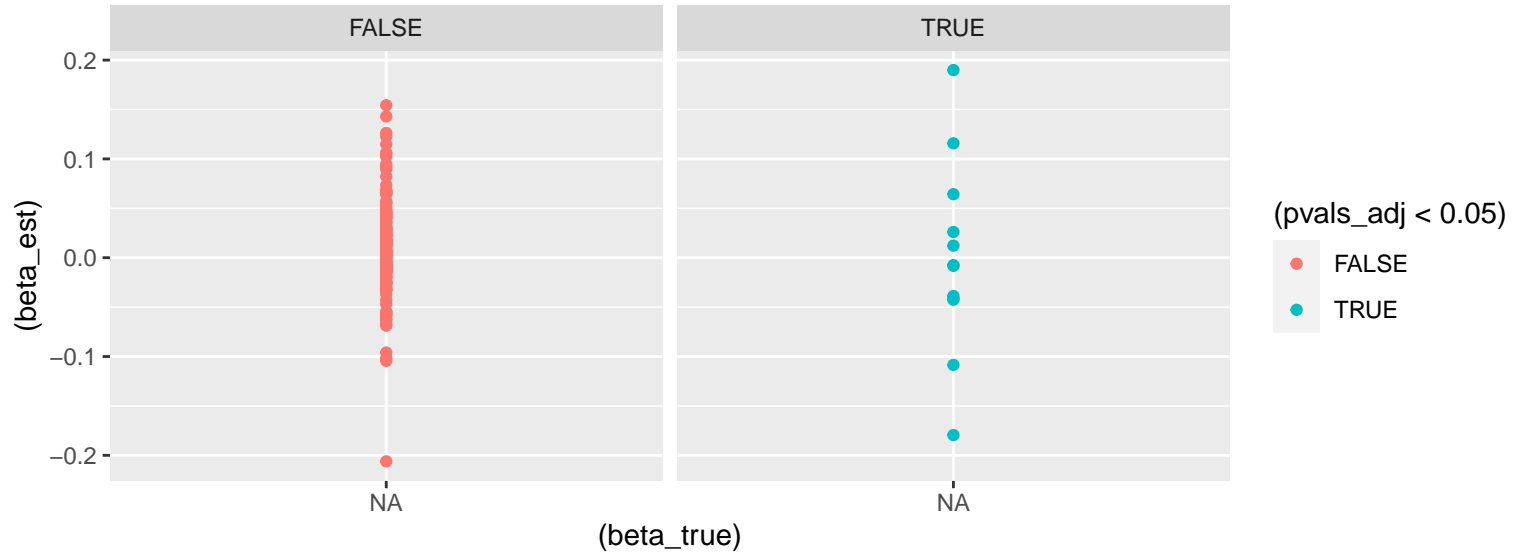 FALSE
TRUE
0.2
0.1
0.0
−0.1
−0.2
(beta_est)
NA
NA
(beta_true)
(pvals_adj < 0.05)
FALSE
TRUE